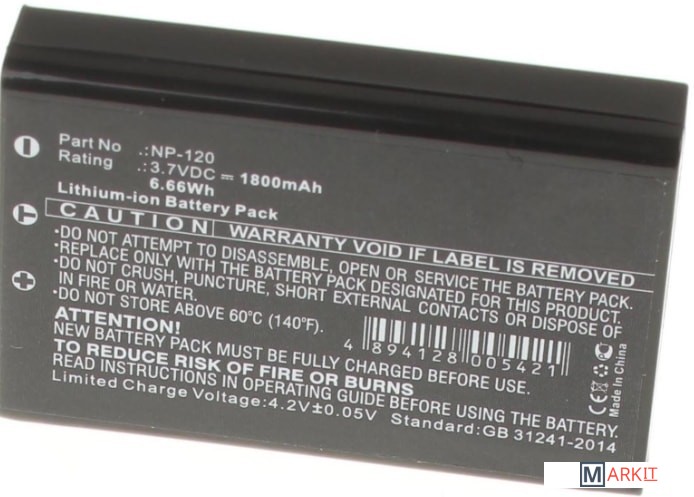 Part No .:NP-120
Rating .:3.7VDC ⎓ 1800mAh
6.66Wh
Lithium-ion Battery Pack
CAUTION WARRANTY VOID IF LABEL IS REMOVED
•DO NOT ATTEMPT TO DISASSEMBLE, OPEN OR SERVICE THE BATTERY PACK.
•REPLACE ONLY WITH THE BATTERY PACK DESIGNATED FOR THIS PRODUCT.
•DO NOT CRUSH, PUNCTURE, SHORT EXTERNAL CONTACTS OR DISPOSE OF
IN FIRE OR WATER.
•DO NOT STORE ABOVE 60°C (140°F).
ATTENTION!
NEW BATTERY PACK MUST BE FULLY CHARGED BEFORE USE.
TO REDUCE RISK OF FIRE OR BURNS
READ INSTRUCTIONS IN OPERATING GUIDE BEFORE USING THE BATTERY.
Limited Charge Voltage:4.2V±0.05V Standard:GB 31241-2014
4 894128 005421
CE
Made In China
MARKIT